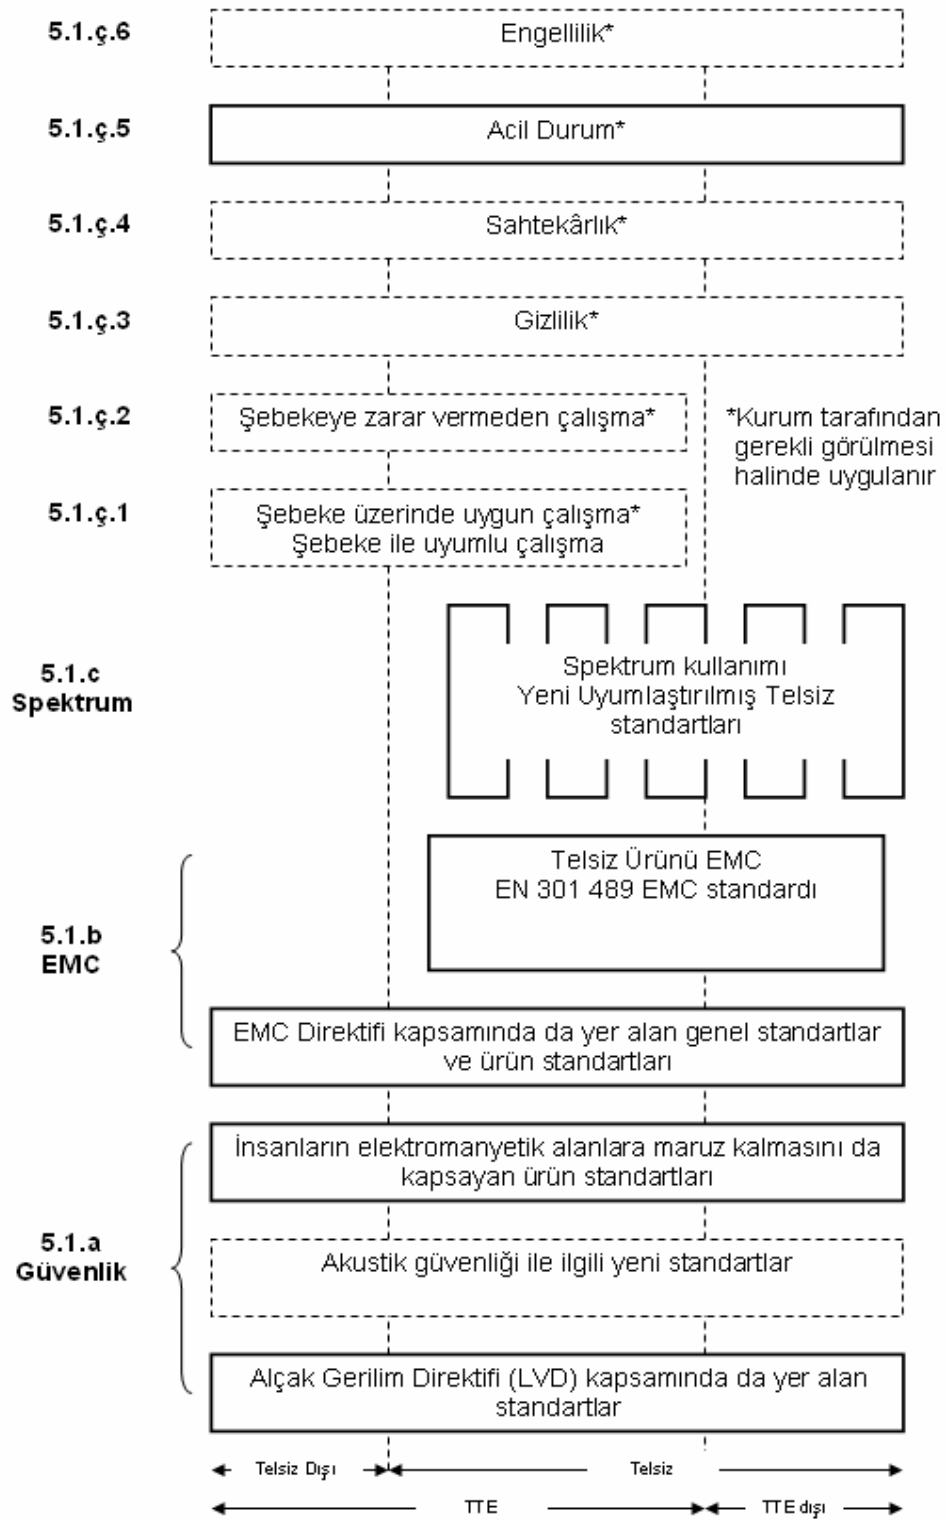 5.1.ç.6
Engellilik*
5.1.ç.5
Acil Durum*
5.1.ç.4
Sahtekârlık*
5.1.ç.3
Gizlilik*
5.1.ç.2
Şebekeye zarar vermeden çalışma*
*Kurum tarafından
gerekli görülmesi
halinde uygulanır
5.1.ç.1
Şebeke üzerinde uygun çalışma*
Şebeke ile uyumlu çalışma
5.1.c
Spektrum
Spektrum kullanımı
Yeni Uyumlaştırılmış Telsiz
standartları
5.1.b
EMC
Telsiz Ürünü EMC
EN 301 489 EMC standardı
EMC Direktifi kapsamında da yer alan genel standartlar
ve ürün standartları
5.1.a
Güvenlik
İnsanların elektromanyetik alanlara maruz kalmasını da
kapsayan ürün standartları
Akustik güvenliği ile ilgili yeni standartlar
Alçak Gerilim Direktifi (LVD) kapsamında da yer alan
standartlar
Telsiz Dışı
Telsiz
TTE
TTE dışı